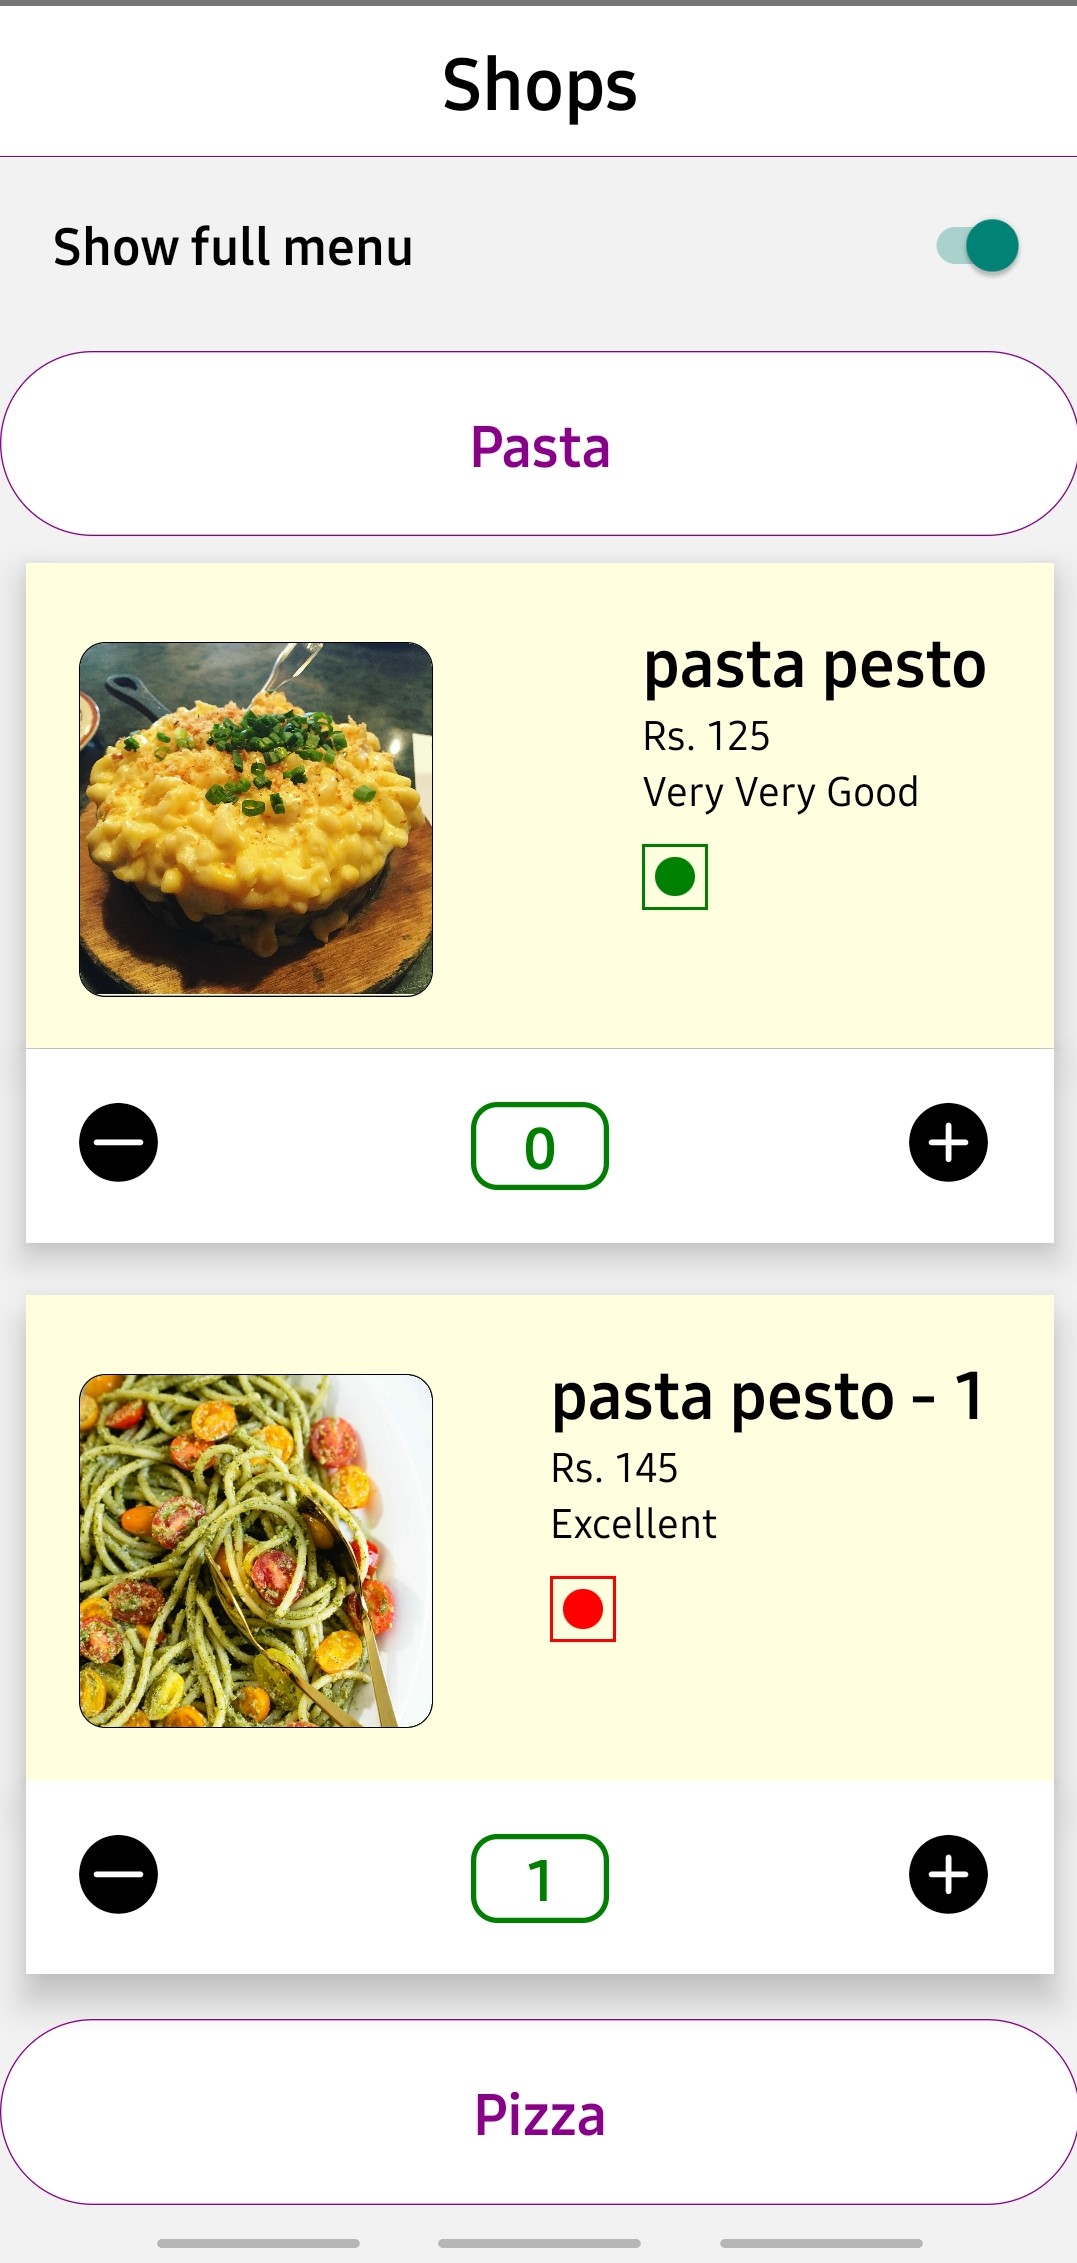 Shops
Show full menu
Pasta
pasta pesto
Rs. 125
Very Very Good
0
pasta pesto - 1
Rs. 145
Excellent
1
Pizza